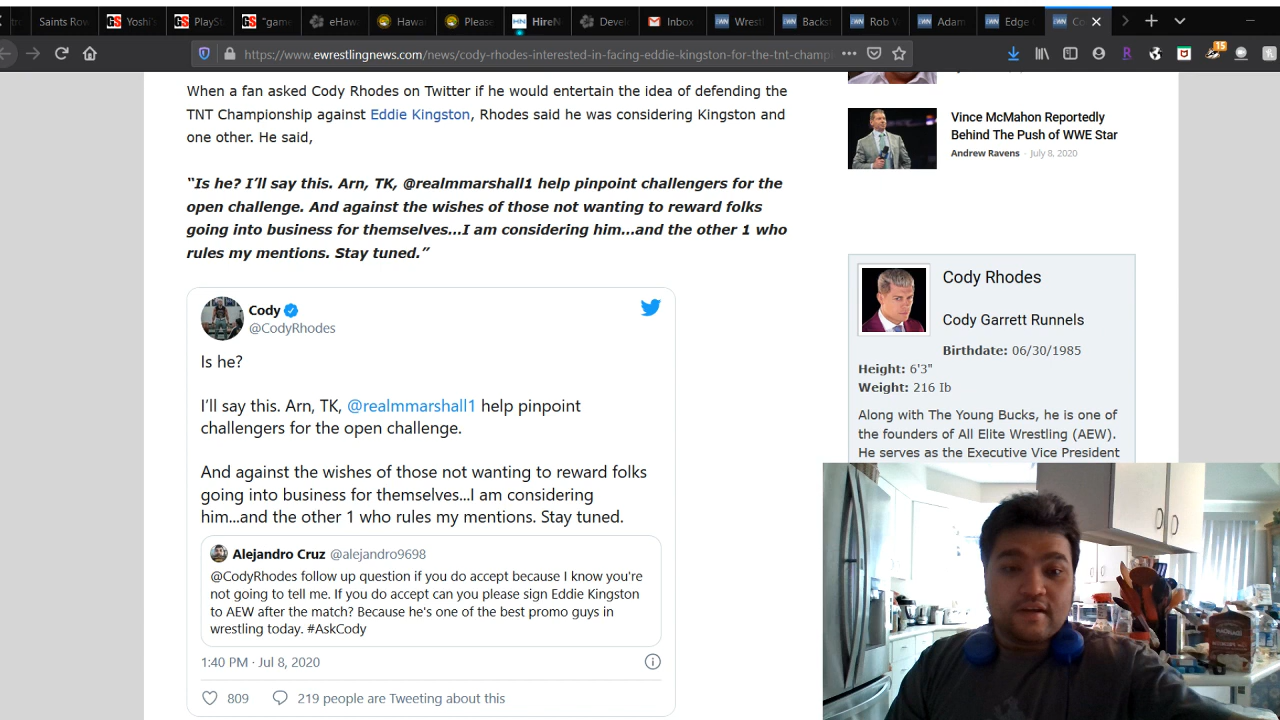 Saints Row
Yoshi'
PlaySt
"game
eHaw
Hawai
Please
HN HireN
Develo
Inbox
Wrest
Backst
Rob V
Adam
Edge
https://www.ewrestlingnews.com/news/cody-rhodes-interested-in-facing-eddie-kingston-for-the-tnt-champ
15
When a fan asked Cody Rhodes on Twitter if he would entertain the idea of defending the
TNT Championship against Eddie Kingston, Rhodes said he was considering Kingston and
one other. He said,
“Is he? I’ll say this. Arn, TK, @realmmarshall1 help pinpoint challengers for the
open challenge. And against the wishes of those not wanting to reward folks
going into business for themselves…I am considering him…and the other 1 who
rules my mentions. Stay tuned.”
Cody
@CodyRhodes
Is he?
I’ll say this. Arn, TK, @realmmarshall1 help pinpoint
challengers for the open challenge.
And against the wishes of those not wanting to reward folks
going into business for themselves...I am considering
him...and the other 1 who rules my mentions. Stay tuned.
Alejandro Cruz @alejandro9698
@CodyRhodes follow up question if you do accept because I know you're
not going to tell me. If you do accept can you please sign Eddie Kingston
to AEW after the match? Because he's one of the best promo guys in
wrestling today. #AskCody
1:40 PM · Jul 8, 2020
809
219 people are Tweeting about this
Vince McMahon Reportedly
Behind The Push of WWE Star
Andrew Ravens - July 8, 2020
Cody Rhodes
Cody Garrett Runnels
Birthdate: 06/30/1985
Height: 6'3"
Weight: 216 lb
Along with The Young Bucks, he is one of
the founders of All Elite Wrestling (AEW).
He serves as the Executive Vice President